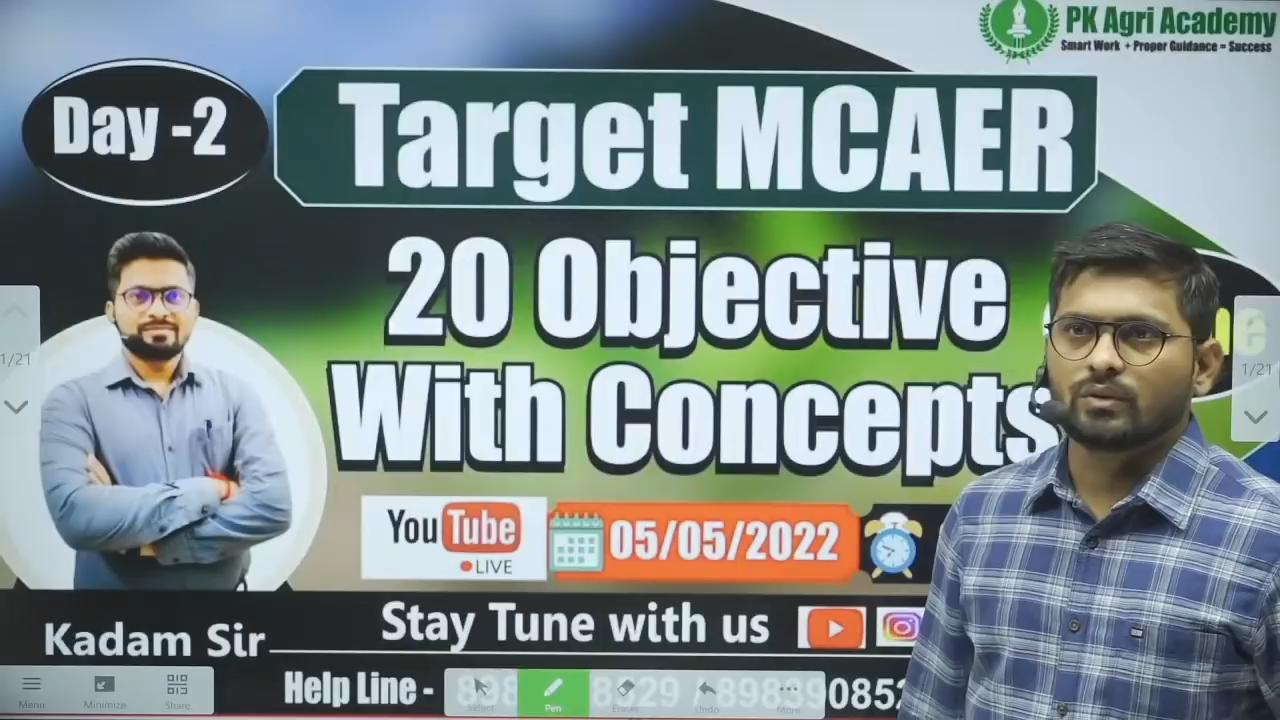 PK Agri Academy
Smart Work + Proper Guidance = Success
Day -2
Target MCAER
20 Objective
With Concepts
1/21
1/21
YouTube
LIVE
05/05/2022
Stay Tune with us
Kadam Sir
Help Line -
Menu
Minimize
Share
Select
Pen
Eraser
Undo
More